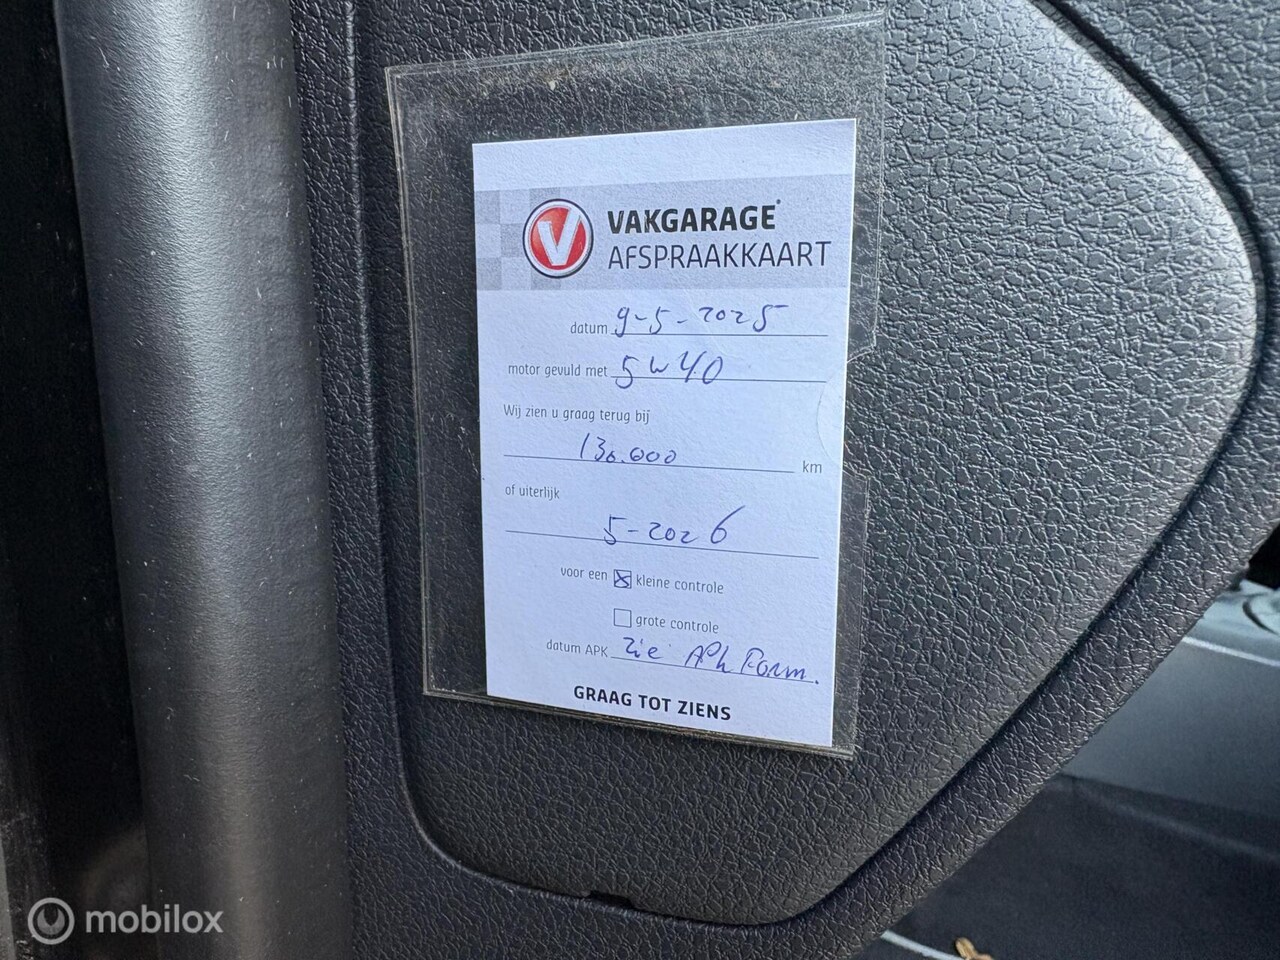 V
VAKGARAGE
AFSPRAAKKAART
datum 9-5-2025
motor gevuld met 5w40
Wij zien u graag terug bij
130.000 km
of uiterlijk
5-2026
voor een kleine controle
grote controle
datum APK zie APk Form.
GRAAG TOT ZIENS
mobilox